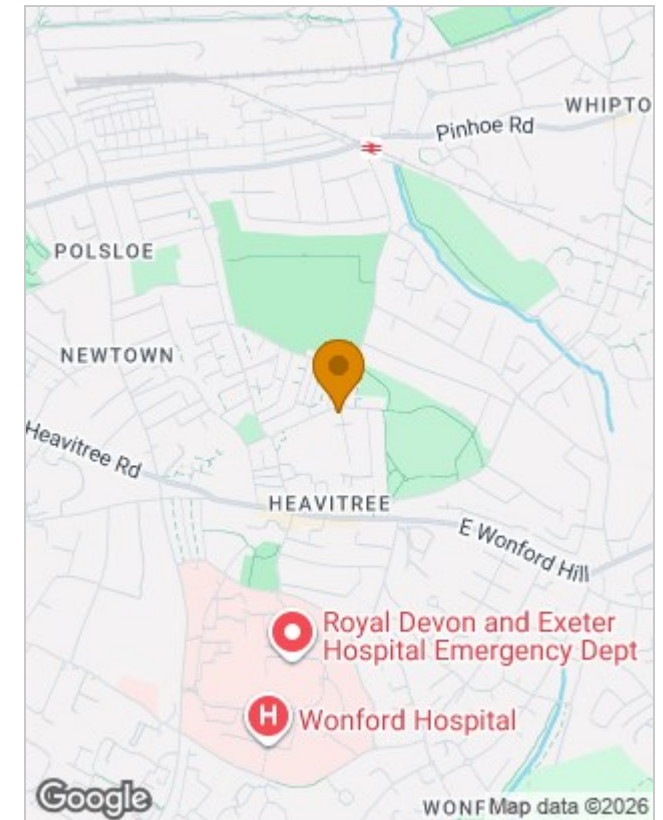 WHIPTO
Pinhoe Rd
POLSLOE
NEWTOWN
Heavitree Rd
HEAVITREE
E Wonford Hill
Royal Devon and Exeter
Hospital Emergency Dept
H
Wonford Hospital
Google
WONF
Map data ©2026